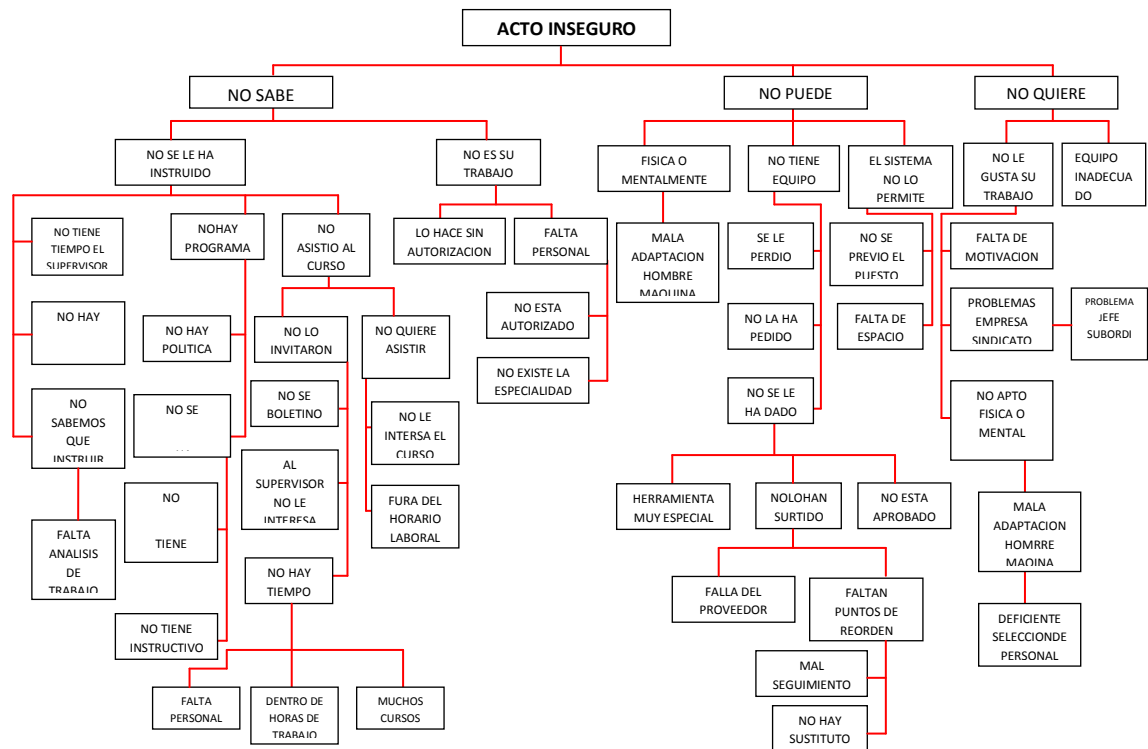 ACTO INSEGURO
NO SABE
NO PUEDE
NO QUIERE
NO SE LE HA
INSTRUIDO
NO ES SU
TRABAJO
FISICA O
MENTALMENTE
NO TIENE
EQUIPO
EL SISTEMA
NO LO
PERMITE
NO LE
GUSTA SU
TRABAJO
EQUIPO
INADECUA
DO
NO TIENE
TIEMPO EL
SUPERVISOR
NOHAY
PROGRAMA
NO
ASISTIO AL
CURSO
LO HACE SIN
AUTORIZACION
FALTA
PERSONAL
MALA
ADAPTACION
HOMBRE
MAQUINA
SE LE
PERDIO
NO SE
PREVIO EL
PUESTO
FALTA DE
MOTIVACION
NO HAY
NO HAY
POLITICA
NO LO
INVITARON
NO QUIERE
ASISTIR
NO ESTA
AUTORIZADO
NO LA HA
PEDIDO
FALTA DE
ESPACIO
PROBLEMAS
EMPRESA
SINDICATO
PROBLEMA
JEFE
SUBORDI
NO EXISTE LA
ESPECIALIDAD
NO
SABEMOS
QUE
INSTRUIR
NO SE
NO SE
BOLETINO
NO LE
INTERSA EL
CURSO
NO SE LE
HA DADO
NO APTO
FISICA O
MENTAL
AL
SUPERVISOR
NO LE
INTERESA
FURA DEL
HORARIO
LABORAL
HERRAMIENTA
MUY ESPECIAL
NOLOHAN
SURTIDO
NO ESTA
APROBADO
NO
TIENE
FALTA
ANALISIS
DE
TRABAJO
NO HAY
TIEMPO
MALA
ADAPTACION
HOMRRE
MAQINA
FALLA DEL
PROVEEDOR
FALTAN
PUNTOS DE
REORDEN
NO TIENE
INSTRUCTIVO
DEFICIENTE
SELECCIONDE
PERSONAL
MAL
SEGUIMIENTO
FALTA
PERSONAL
DENTRO DE
HORAS DE
TRABAJO
MUCHOS
CURSOS
NO HAY
SUSTITUTO